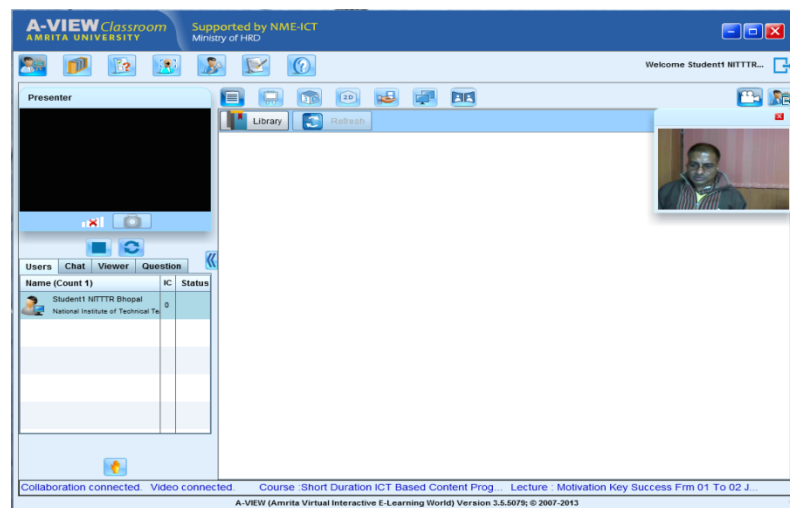 A-VIEW Classroom
AMRITA UNIVERSITY
Supported by NME-ICT
Ministry of HRD
Welcome Student1 NITTTR...
Presenter
2D
Library
Refresh
Users Chat Viewer Question
Name (Count 1) IC Status
Student1 NITTTR Bhopal
National Institute of Technical Te
0
Collaboration connected. Video connected. Course :Short Duration ICT Based Content Prog... Lecture : Motivation Key Success Frm 01 To 02 J...
A-VIEW (Amrita Virtual Interactive E-Learning World) Version 3.5.5079; © 2007-2013